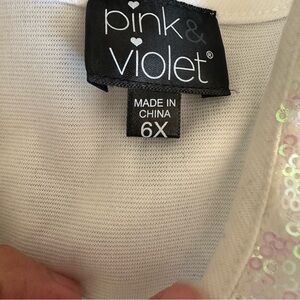 pink &
violet®
MADE IN
CHINA
6X